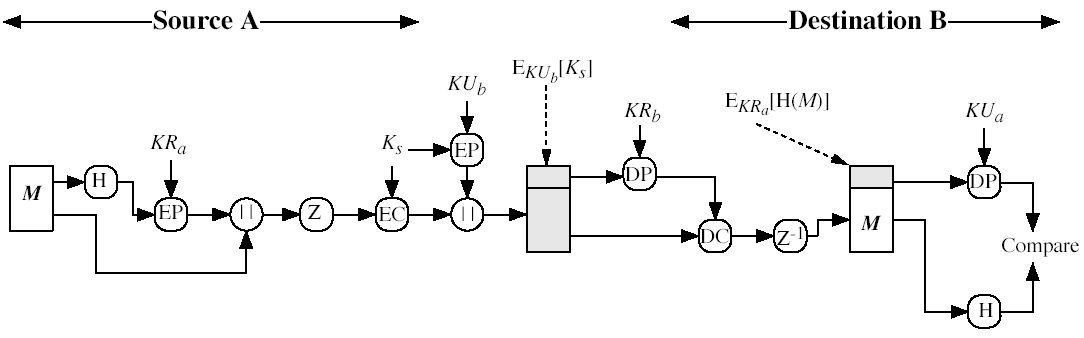 Source A
Destination B
E_{KU_b}[K_s]
KU_b
KR_b
E_{KR_a}[H(M)]
KU_a
KR_a
K_s
EP
M
H
EP
||
Z
EC
||
DP
DC
Z^{-1}
M
DP
Compare
H